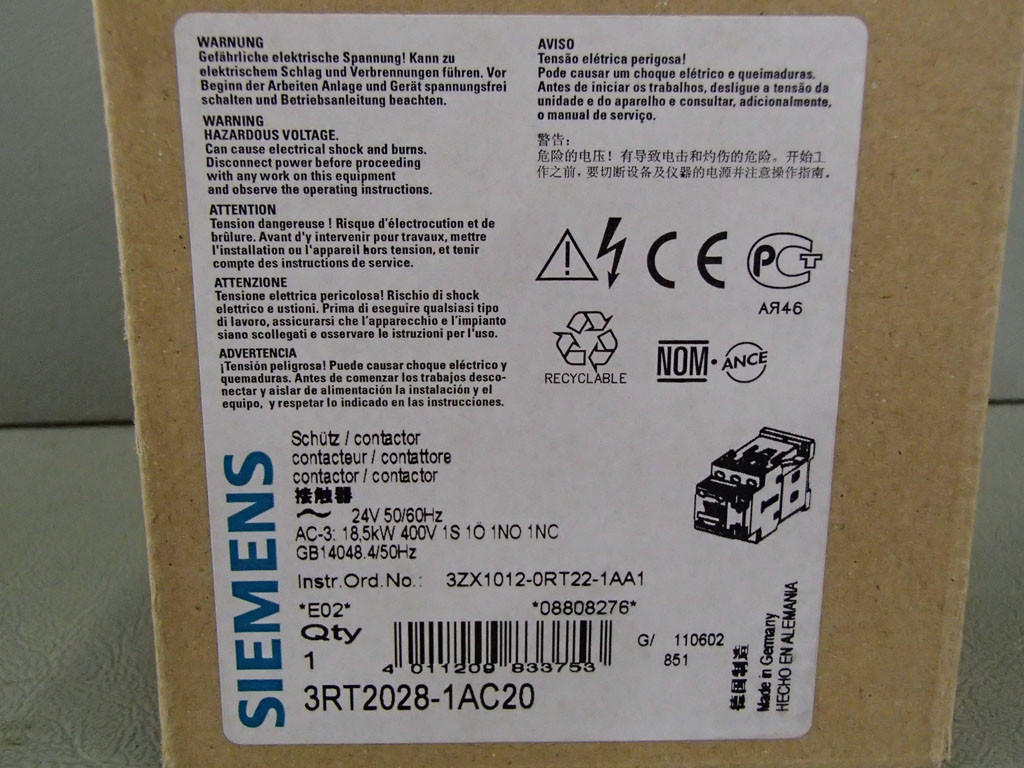 WARNUNG
Gefährliche elektrische Spannung! Kann zu
elektrischem Schlag und Verbrennungen führen. Vor
Beginn der Arbeiten Anlage und Gerät spannungsfrei
schalten und Betriebsanleitung beachten.
WARNING
HAZARDOUS VOLTAGE.
Can cause electrical shock and burns.
Disconnect power before proceeding
with any work on this equipment
and observe the operating instructions.
ATTENTION
Tension dangereuse ! Risque d'électrocution et de
brûlure. Avant d'y intervenir pour travaux, mettre
l'installation ou l'appareil hors tension, et tenir
compte des instructions de service.
ATTENZIONE
Tensione elettrica pericolosa! Rischio di shock
elettrico e ustioni. Prima di eseguire qualsiasi tipo
di lavoro, assicurarsi che l'apparecchio e l'impianto
siano scollegati e osservare le istruzioni per l'uso.
ADVERTENCIA
¡Tensión peligrosa! Puede causar choque eléctrico y
quemaduras. Antes de comenzar los trabajos desco-
nectar y aislar de alimentación la instalación y el
equipo, y respetar lo indicado en las instrucciones.
AVISO
Tensão elétrica perigosa!
Pode causar um choque elétrico e queimaduras.
Antes de iniciar os trabalhos, desligue a tensão da
unidade e do aparelho e consultar, adicionalmente,
o manual de serviço.
警告:
危险的电压! 有导致电击和灼伤的危险。开始工
作之前,要切断设备及仪器的电源并注意操作指南。
CE
PCT
АЯ46
RECYCLABLE
NOM·ANCE
SIEMENS
Schütz / contactor
contacteur / contattore
contactor / contactor
接触器
~ 24V 50/60Hz
AC-3: 18,5kW 400V 1S 1Ö 1NO 1NC
GB14048.4/50Hz
Instr.Ord.No.: 3ZX1012-0RT22-1AA1
*E02* *08808276*
Qty
1
4 011209 833753
G/ 110602
851
3RT2028-1AC20
德国制造
Made in Germany
HECHO EN ALEMANIA